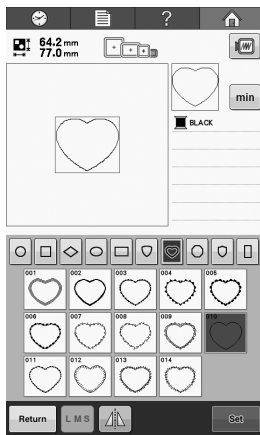 ?
64.2 mm
77.0 mm
min
BLACK
001 002 003 004 005
006 007 008 009 010
011 012 013 014
Return L M S Set